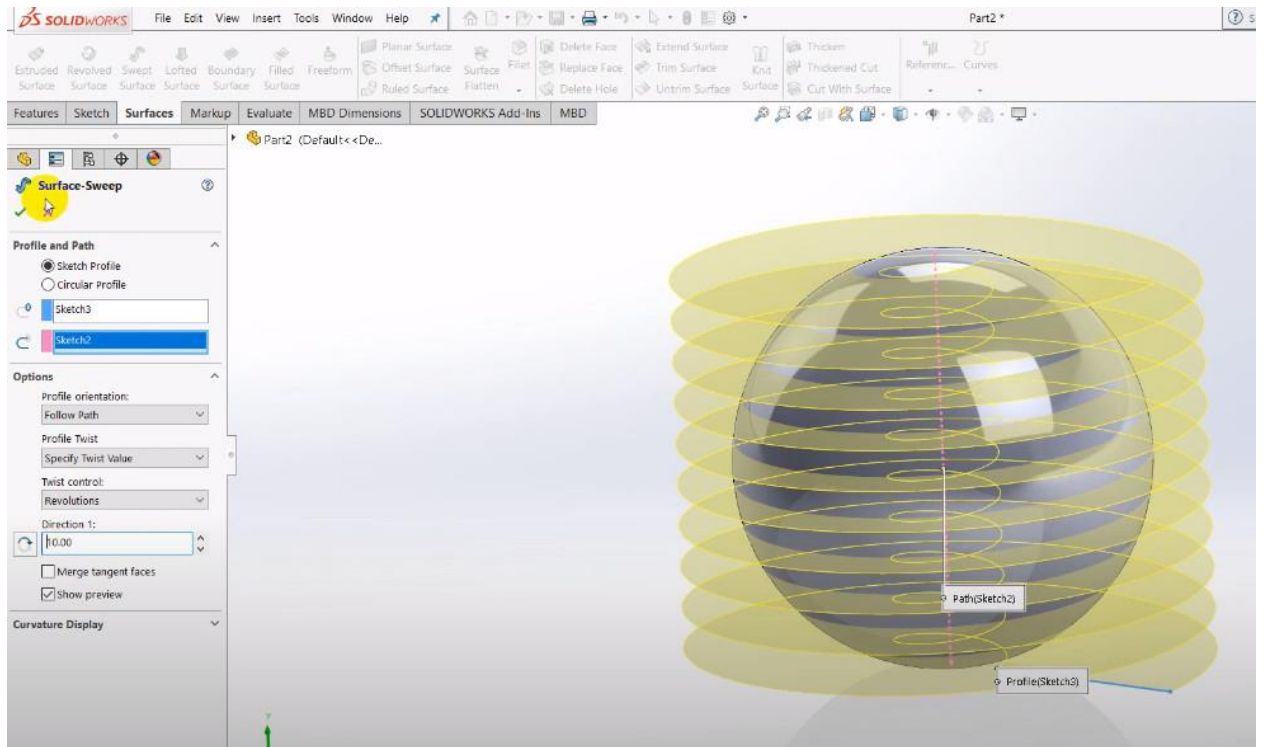 SOLIDWORKS File Edit View Insert Tools Window Help Part2 *
Extruded Surface
Revolved Surface
Swept Surface
Lofted Surface
Boundary Surface
Filled Surface
Freeform
Planar Surface
Offset Surface
Ruled Surface
Surface Flatten
Fillet
Delete Face
Replace Face
Delete Hole
Extend Surface
Trim Surface
Untrim Surface
Knit Surface
Thicken
Thickened Cut
Cut With Surface
Referenc...
Curves
Features Sketch Surfaces Markup Evaluate MBD Dimensions SOLIDWORKS Add-Ins MBD
Part2 (Default<<De...
Surface-Sweep
Profile and Path
Sketch Profile
Circular Profile
Sketch3
Sketch2
Options
Profile orientation:
Follow Path
Profile Twist
Specify Twist Value
Twist control:
Revolutions
Direction 1:
10.00
Merge tangent faces
Show preview
Curvature Display
Path(Sketch2)
Profile(Sketch3)
Y